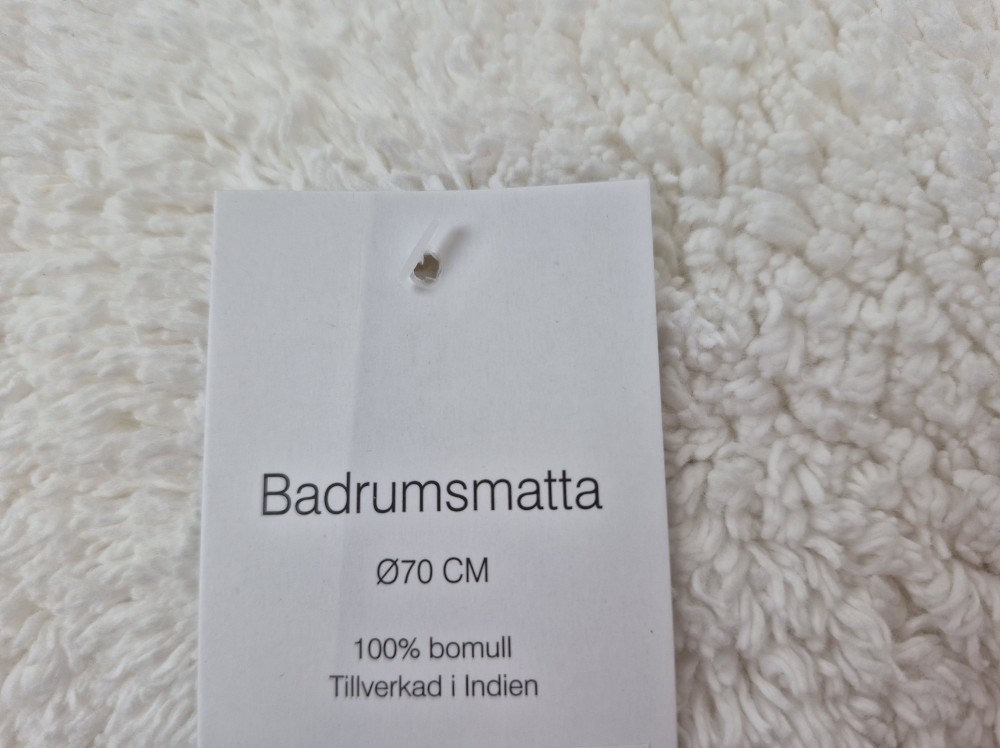 Badrumsmatta
Ø70 CM
100% bomull
Tillverkad i Indien